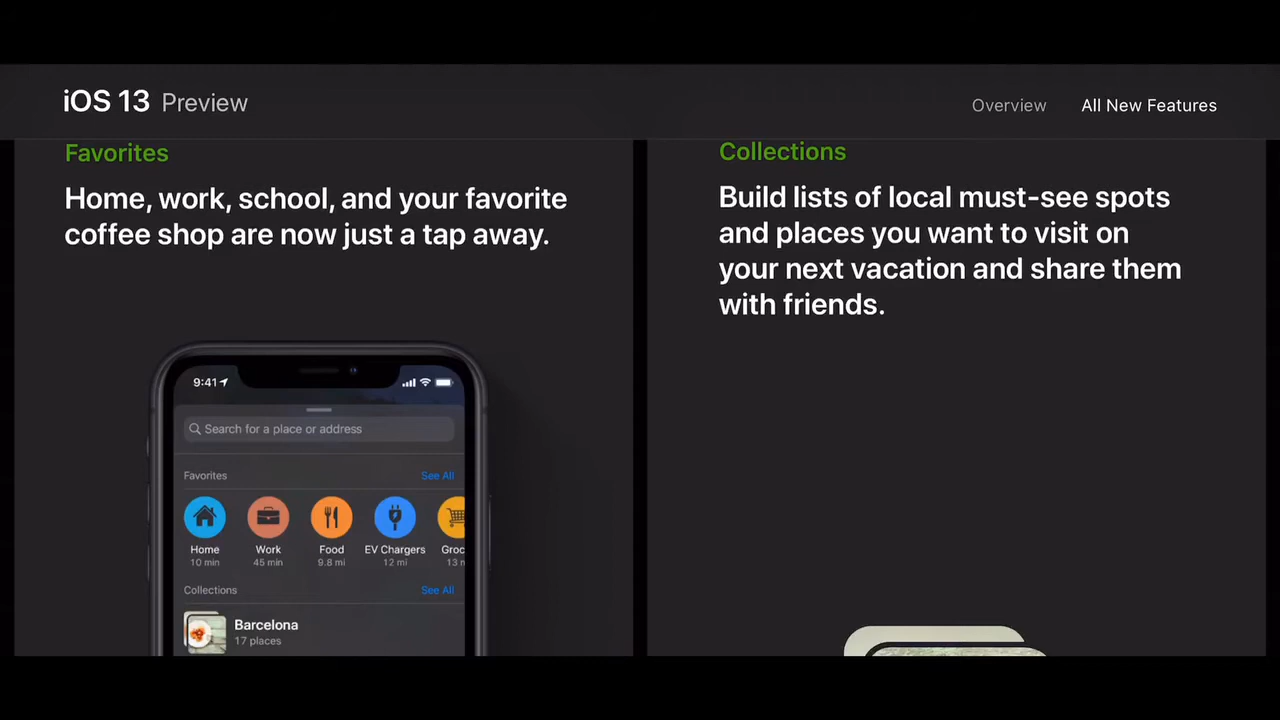 iOS 13 Preview
Overview
All New Features
Favorites
Home, work, school, and your favorite
coffee shop are now just a tap away.
9:41
Search for a place or address
Favorites
See All
Home
Work
Food
EV Chargers
Groc
10 min
45 min
9.8 mi
12 mi
13 n
Collections
See All
Barcelona
17 places
Collections
Build lists of local must-see spots
and places you want to visit on
your next vacation and share them
with friends.